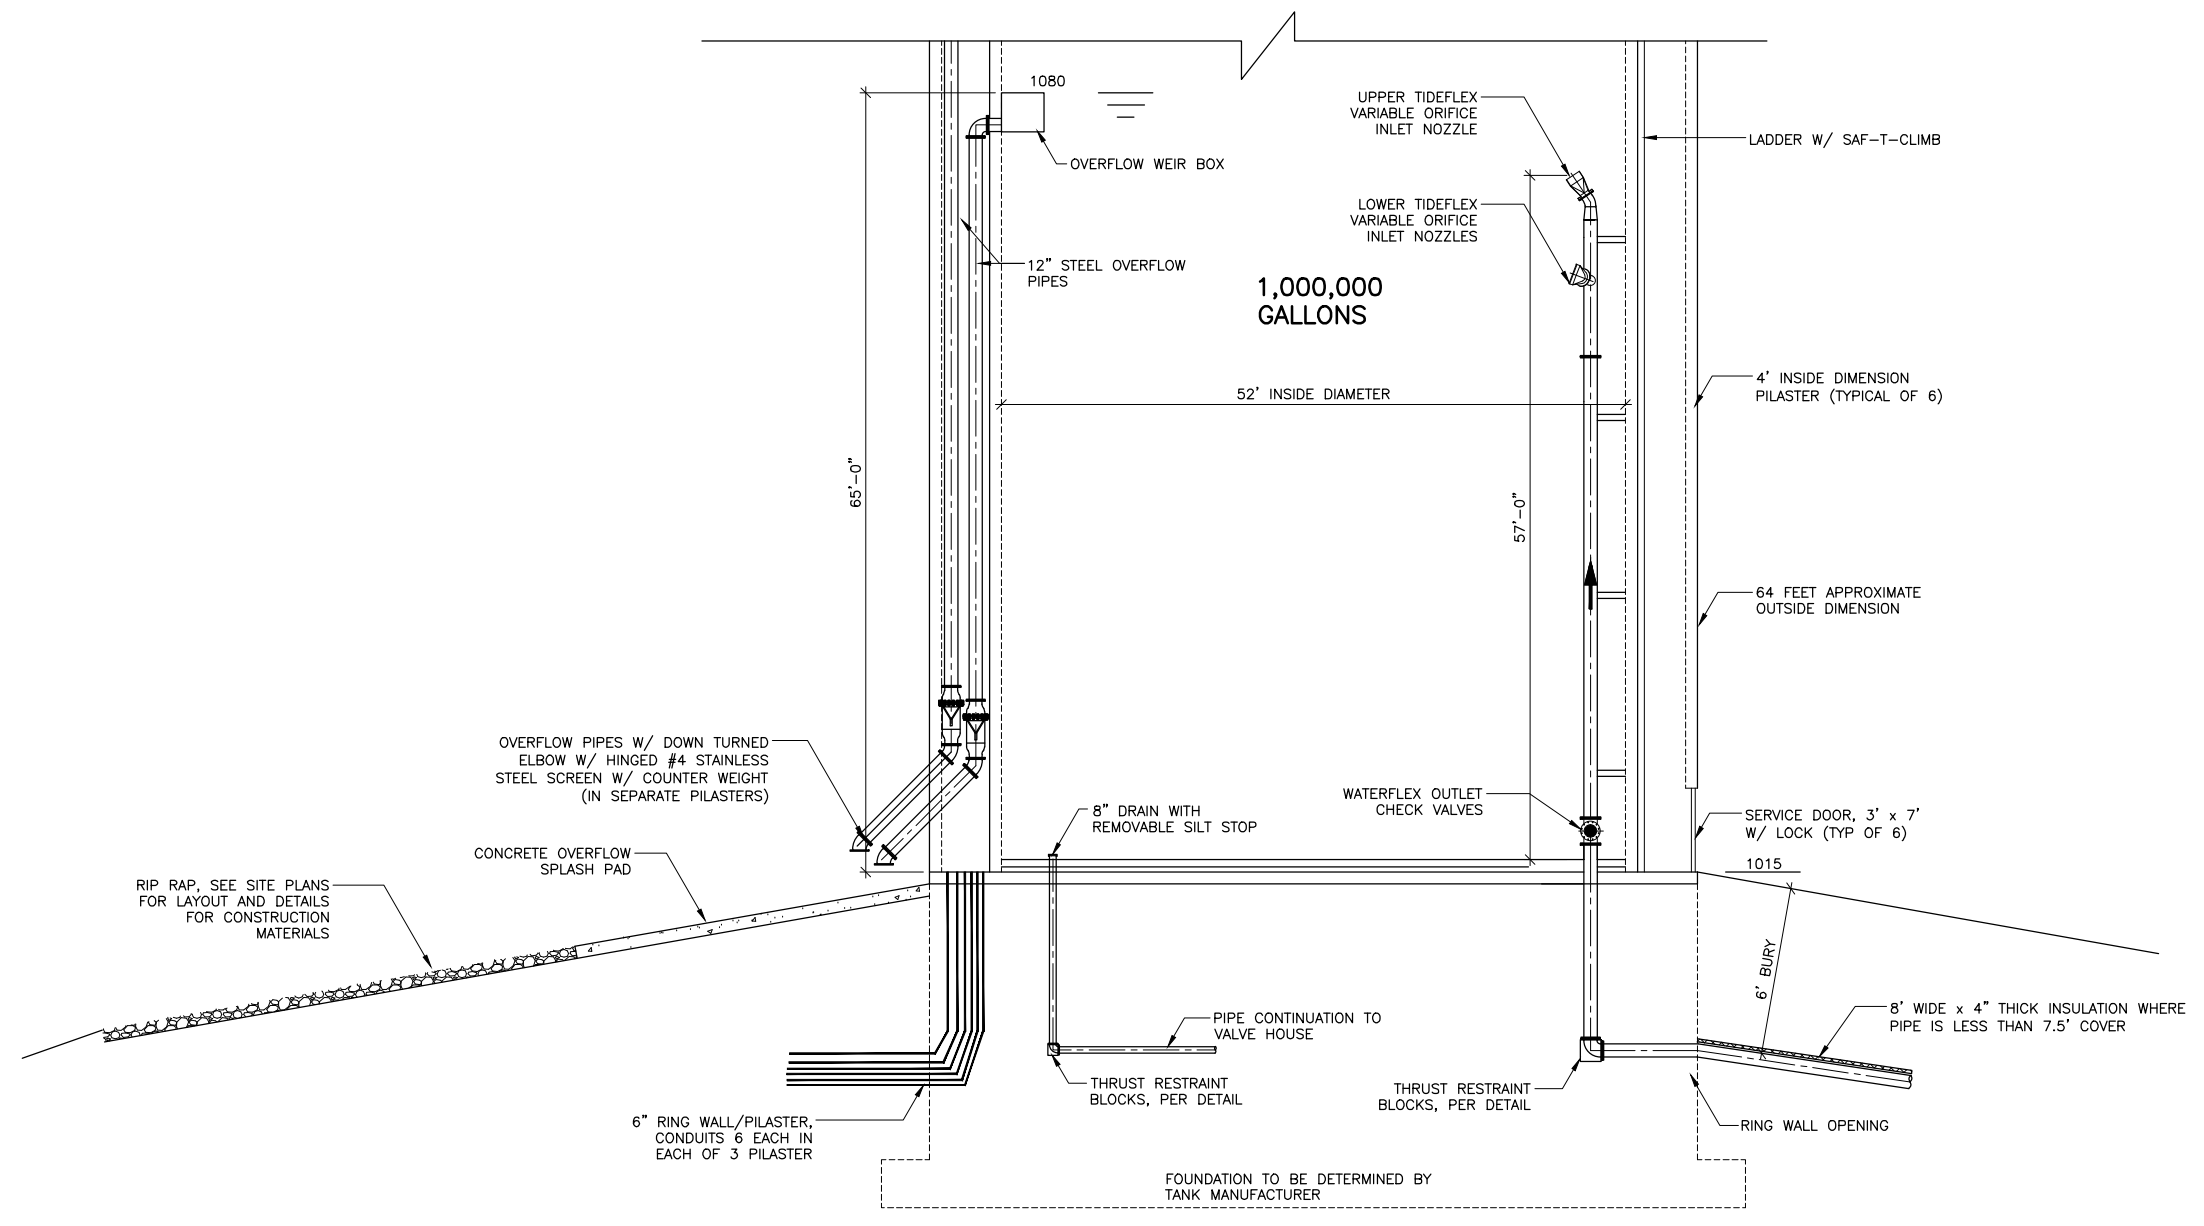 1080
OVERFLOW WEIR BOX
UPPER TIDEFLEX
VARIABLE ORIFICE
INLET NOZZLE
LADDER W/ SAF-T-CLIMB
LOWER TIDEFLEX
VARIABLE ORIFICE
INLET NOZZLES
12" STEEL OVERFLOW
PIPES
1,000,000
GALLONS
52' INSIDE DIAMETER
4' INSIDE DIMENSION
PILASTER (TYPICAL OF 6)
65'-0"
57'-0"
64 FEET APPROXIMATE
OUTSIDE DIMENSION
OVERFLOW PIPES W/ DOWN TURNED
ELBOW W/ HINGED #4 STAINLESS
STEEL SCREEN W/ COUNTER WEIGHT
(IN SEPARATE PILASTERS)
8" DRAIN WITH
REMOVABLE SILT STOP
WATERFLEX OUTLET
CHECK VALVES
SERVICE DOOR, 3' x 7'
W/ LOCK (TYP OF 6)
CONCRETE OVERFLOW
SPLASH PAD
1015
RIP RAP, SEE SITE PLANS
FOR LAYOUT AND DETAILS
FOR CONSTRUCTION
MATERIALS
6' BURY
PIPE CONTINUATION TO
VALVE HOUSE
8' WIDE x 4" THICK INSULATION WHERE
PIPE IS LESS THAN 7.5' COVER
THRUST RESTRAINT
BLOCKS, PER DETAIL
THRUST RESTRAINT
BLOCKS, PER DETAIL
6" RING WALL/PILASTER,
CONDUITS 6 EACH IN
EACH OF 3 PILASTER
RING WALL OPENING
FOUNDATION TO BE DETERMINED BY
TANK MANUFACTURER